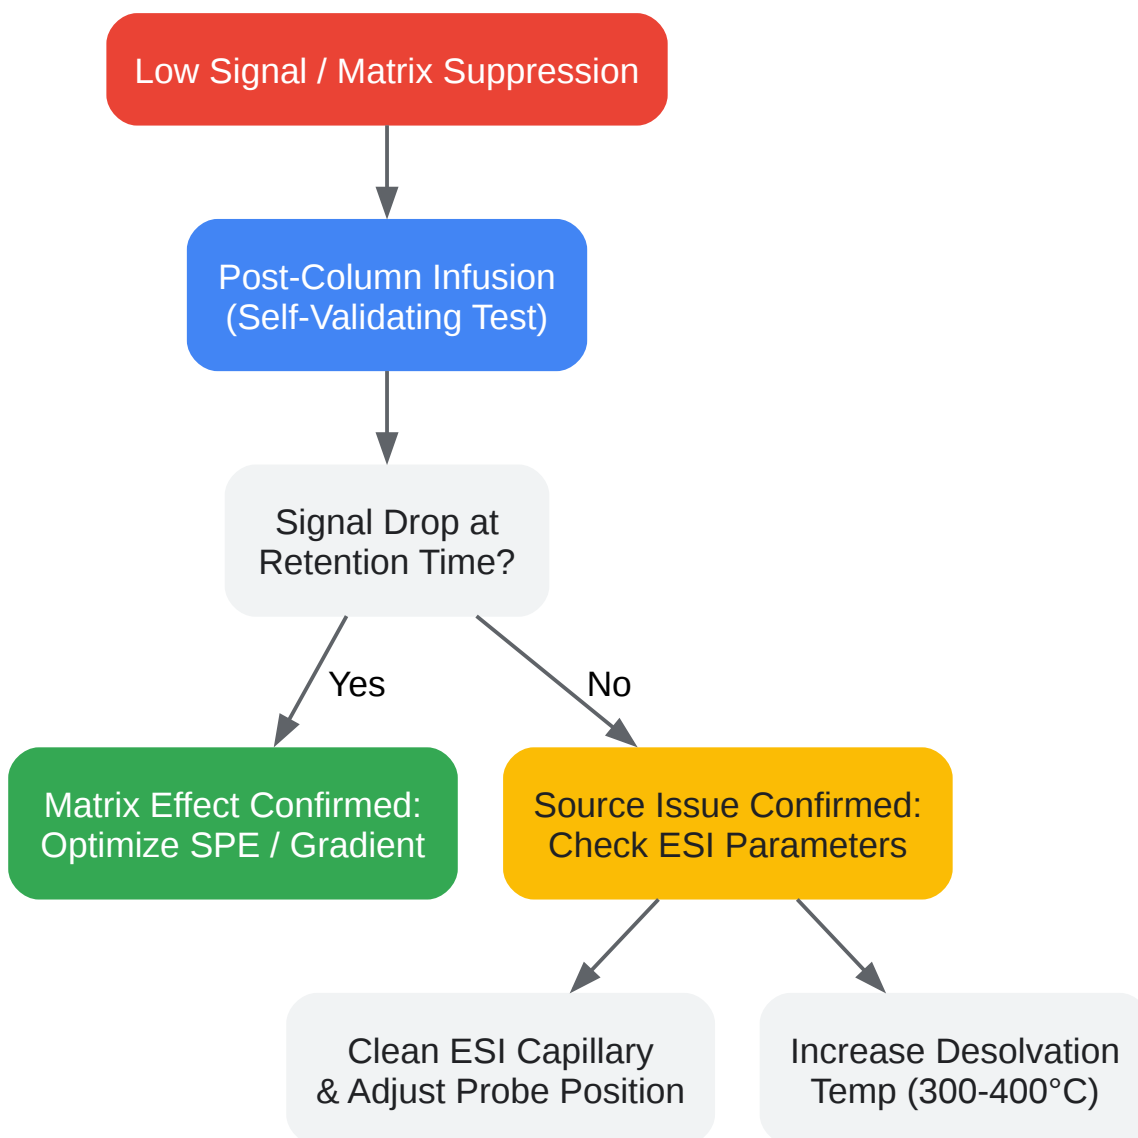 Low Signal / Matrix Suppression
Post-Column Infusion
(Self-Validating Test)
Signal Drop at
Retention Time?
Yes
No
Matrix Effect Confirmed:
Optimize SPE / Gradient
Source Issue Confirmed:
Check ESI Parameters
Clean ESI Capillary
& Adjust Probe Position
Increase Desolvation
Temp (300-400°C)